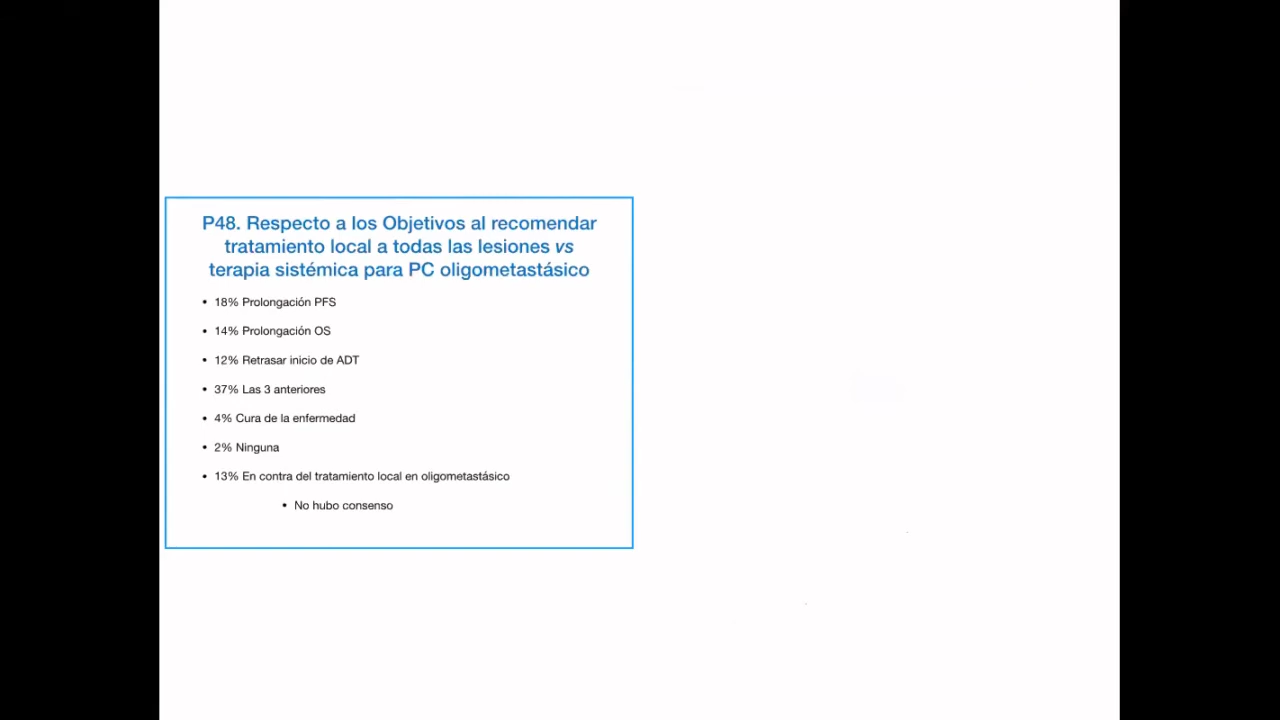 P48. Respecto a los Objetivos al recomendar
tratamiento local a todas las lesiones vs
terapia sistémica para PC oligometastásico
• 18% Prolongación PFS
• 14% Prolongación OS
• 12% Retrasar inicio de ADT
• 37% Las 3 anteriores
• 4% Cura de la enfermedad
• 2% Ninguna
• 13% En contra del tratamiento local en oligometastásico
• No hubo consenso